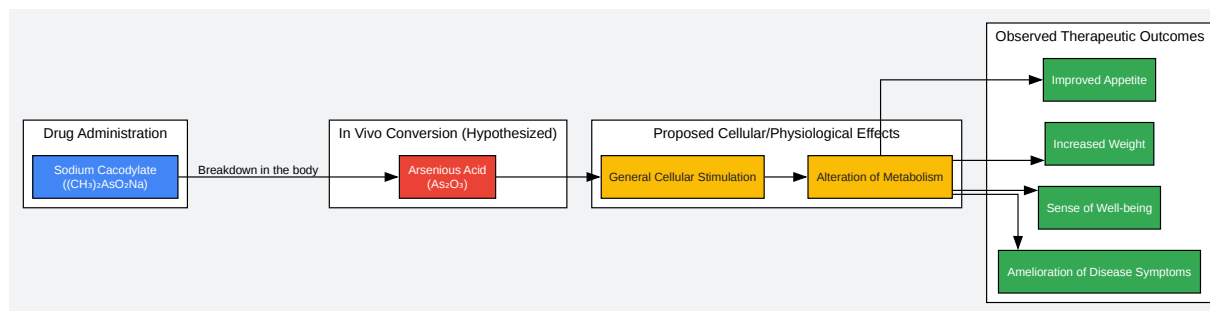 Drug Administration
Sodium Cacodylate
((CH₃)₂AsO₂Na)
Breakdown in the body
In Vivo Conversion (Hypothesized)
Arsenious Acid
(As₂O₃)
Proposed Cellular/Physiological Effects
General Cellular Stimulation
Alteration of Metabolism
Observed Therapeutic Outcomes
Improved Appetite
Increased Weight
Sense of Well-being
Amelioration of Disease Symptoms